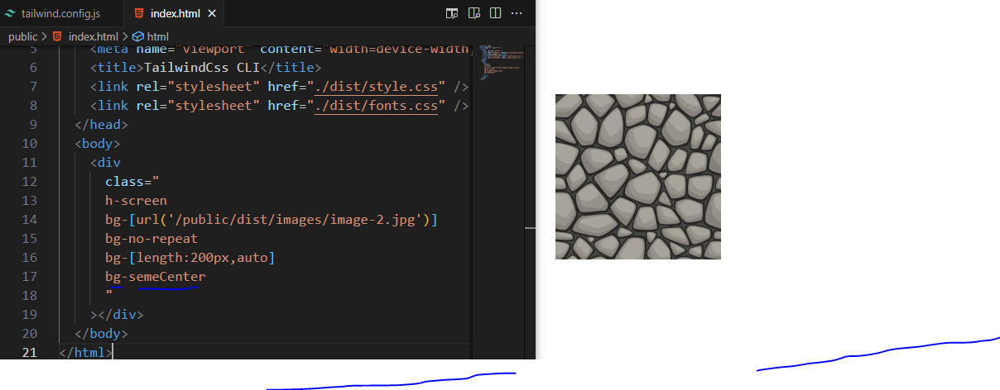 tailwind.config.js index.html
public > index.html > html
5 <meta name="viewport" content="width=device-width,
6 <title>TailwindCss CLI</title>
7 <link rel="stylesheet" href="./dist/style.css" />
8 <link rel="stylesheet" href="./dist/fonts.css" />
9 </head>
10 <body>
11 <div
12 class="
13 h-screen
14 bg-[url('/public/dist/images/image-2.jpg')]
15 bg-no-repeat
16 bg-[length:200px,auto]
17 bg-semeCenter
18 "
19 ></div>
20 </body>
21 </html>